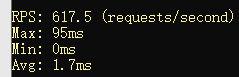 RPS: 617.5 (requests/second)
Max: 95ms
Min: 0ms
Avg: 1.7ms